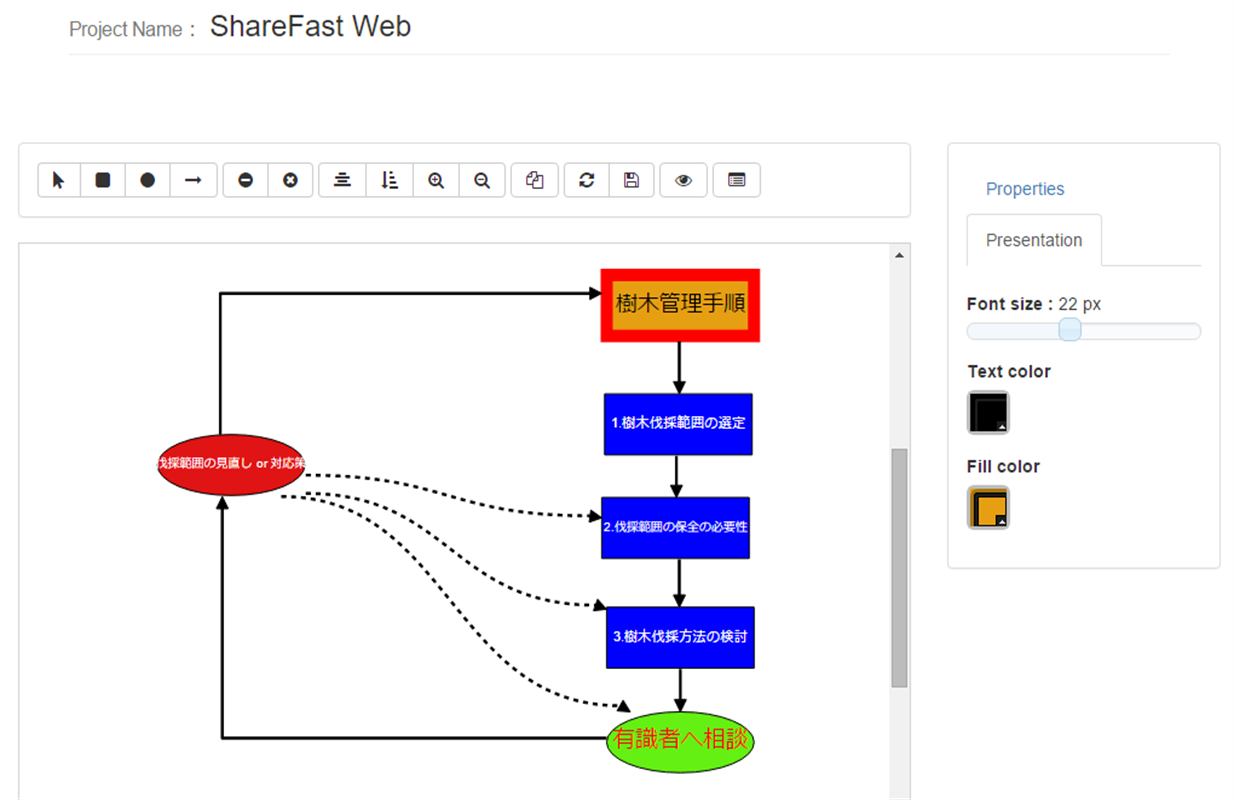 Project Name : ShareFast Web
Properties
Presentation
Font size : 22 px
Text color
Fill color
樹木管理手順
1.樹木伐採範囲の選定
伐採範囲の見直し or 対応策
2.伐採範囲の保全の必要性
3.樹木伐採方法の検討
有識者へ相談